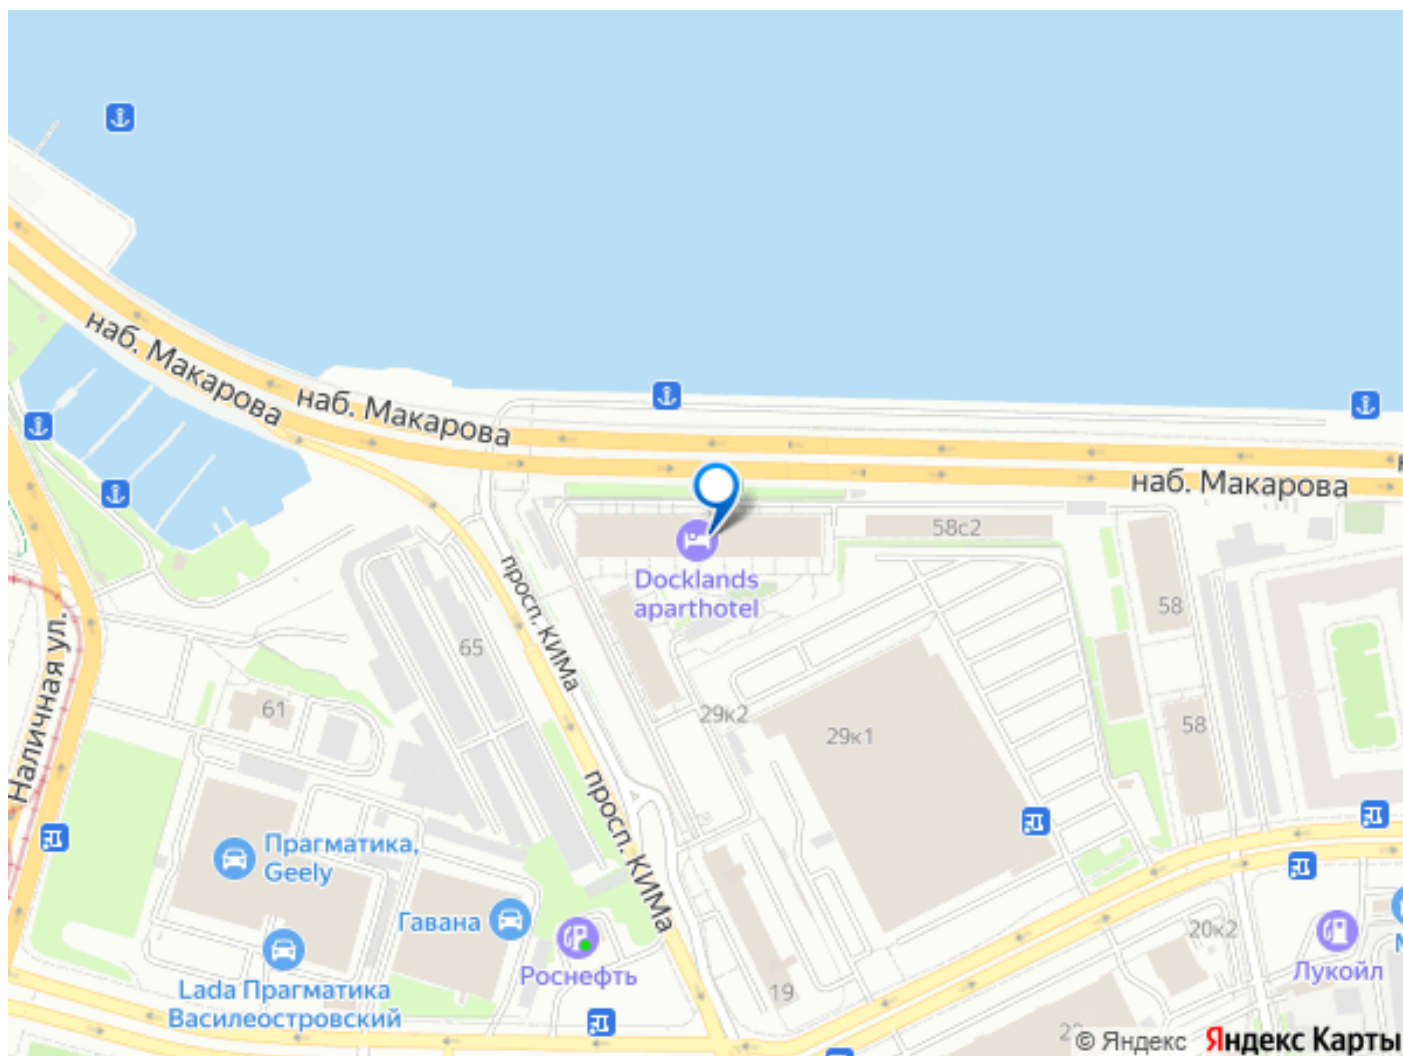 наб. Макарова
наб. Макарова
наб. Макарова
58с2
Docklands
aparthotel
просп. КИМа
58
65
Наличная ул.
61
29к2
29к1
58
просп. КИМа
Прагматика,
Geely
Гавана
20к2
Роснефть
Лукойл
Lada Прагматика
Василеостровский
19
© Яндекс
Яндекс Карты